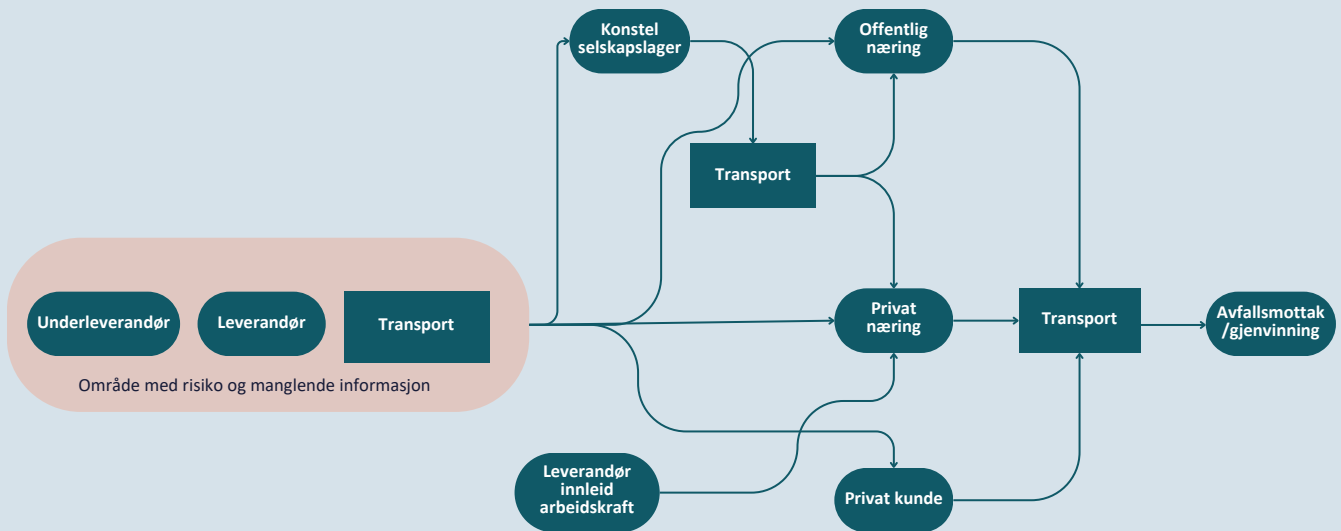 Konstel
selskapslager
Offentlig
næring
Transport
Underleverandør
Leverandør
Transport
Område med risiko og manglende informasjon
Privat
næring
Transport
Avfallsmottak
/gjenvinning
Leverandør
innleid
arbeidskraft
Privat kunde